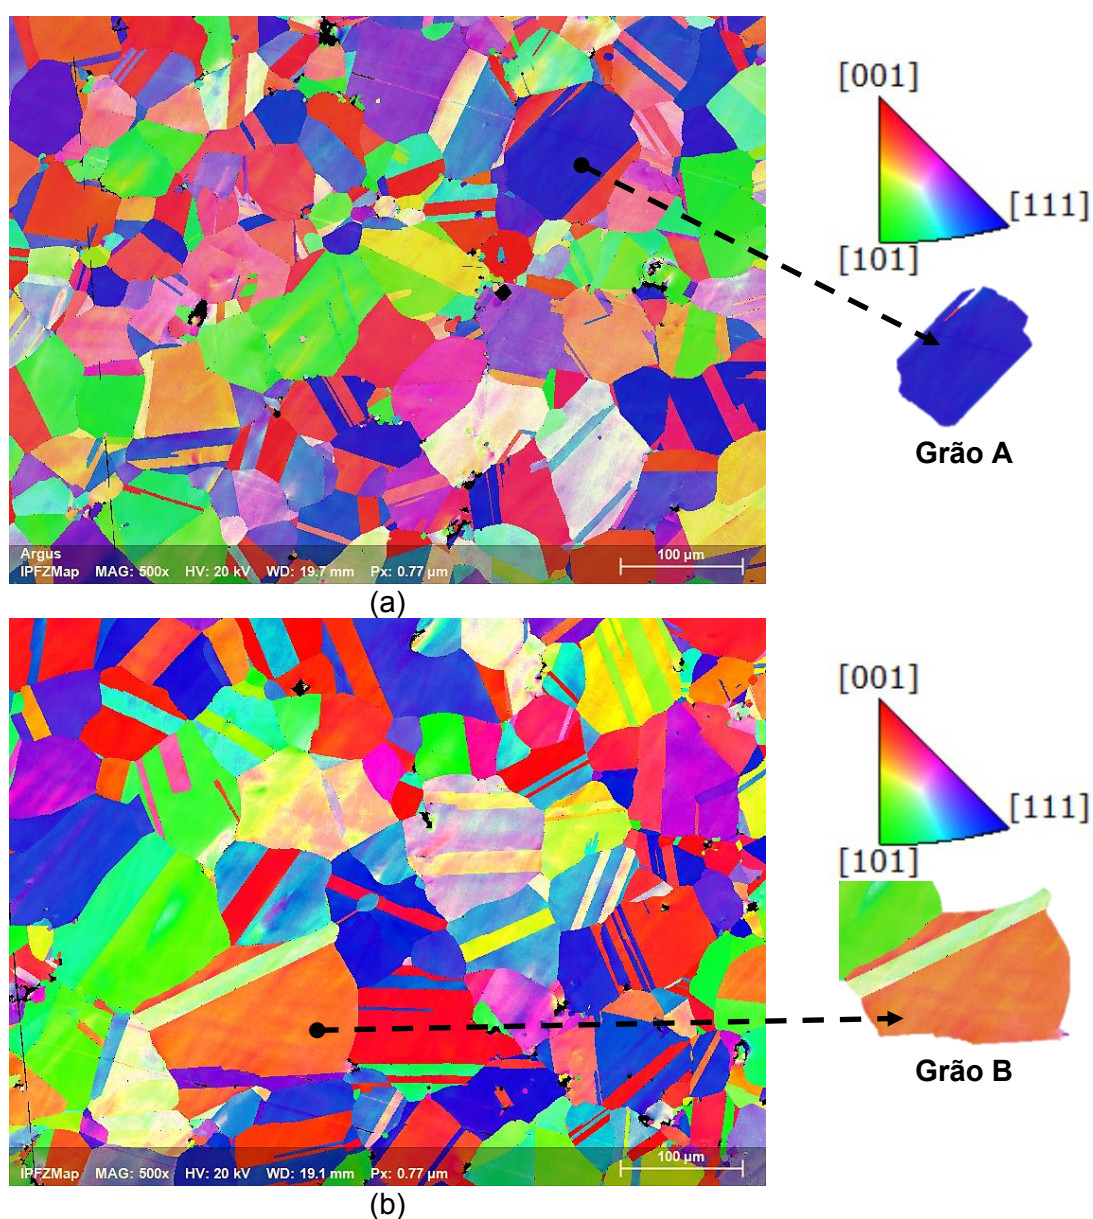 [001]
[111]
[101]
Grão A
Argus
IPFZMap MAG: 500x HV: 20 kV WD: 19.7 mm Px: 0.77 µm
100 µm
(a)
[001]
[111]
[101]
Grão B
IPFZMap MAG: 500x HV: 20 kV WD: 19.1 mm Px: 0.77 µm
100 µm
(b)